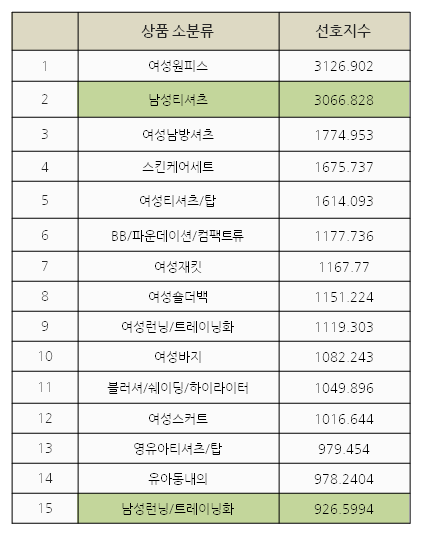 상품 소분류 선호지수
1 여성원피스 3126.902
2 남성티셔츠 3066.828
3 여성남방셔츠 1774.953
4 스킨케어세트 1675.737
5 여성티셔츠/탑 1614.093
6 BB/파운데이션/컴팩트류 1177.736
7 여성재킷 1167.77
8 여성숄더백 1151.224
9 여성런닝/트레이닝화 1119.303
10 여성바지 1082.243
11 블러셔/쉐이딩/하이라이터 1049.896
12 여성스커트 1016.644
13 영유아티셔츠/탑 979.454
14 유아동내의 978.2404
15 남성런닝/트레이닝화 926.5994